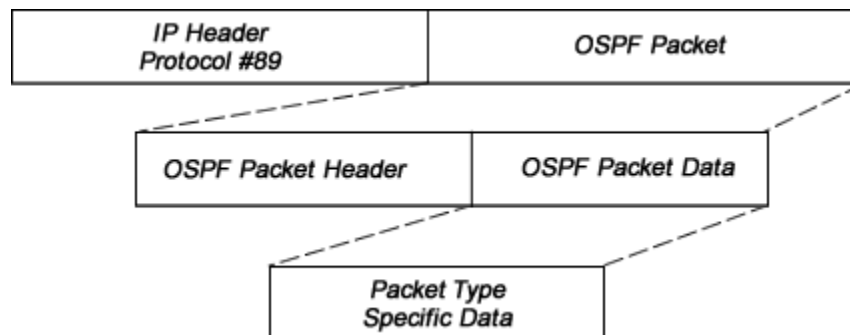 IP Header
Protocol #89
OSPF Packet
OSPF Packet Header
OSPF Packet Data
Packet Type
Specific Data